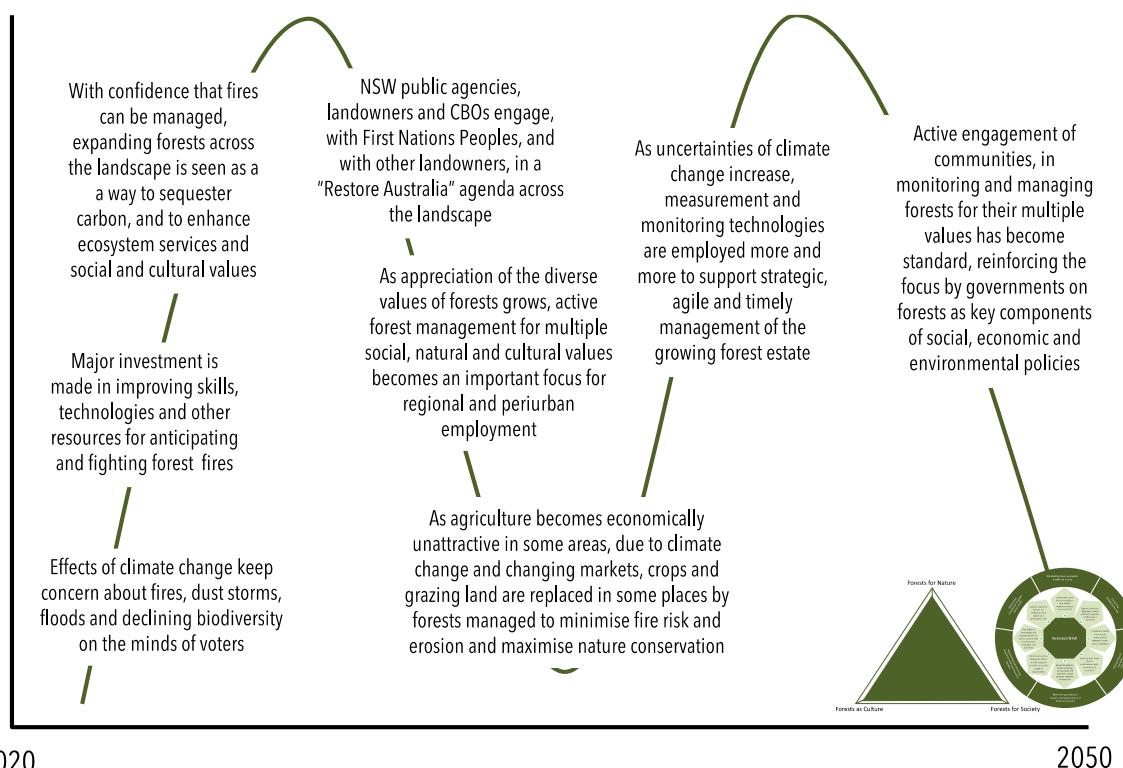 Effects of climate change keep
concern about fires, dust storms,
floods and declining biodiversity
on the minds of voters
Major investment is
made in improving skills,
technologies and other
resources for anticipating
and fighting forest fires
With confidence that fires
can be managed,
expanding forests across
the landscape is seen as a
a way to sequester
carbon, and to enhance
ecosystem services and
social and cultural values
NSW public agencies,
landowners and CBOs engage,
with First Nations Peoples, and
with other landowners, in a
"Restore Australia" agenda across
the landscape
As appreciation of the diverse
values of forests grows, active
forest management for multiple
social, natural and cultural values
becomes an important focus for
regional and periurban
employment
As agriculture becomes economically
unattractive in some areas, due to climate
change and changing markets, crops and
grazing land are replaced in some places by
forests managed to minimise fire risk and
erosion and maximise nature conservation
As uncertainties of climate
change increase,
measurement and
monitoring technologies
are employed more and
more to support strategic,
agile and timely
management of the
growing forest estate
Active engagement of
communities, in
monitoring and managing
forests for their multiple
values has become
standard, reinforcing the
focus by governments on
forests as key components
of social, economic and
environmental policies
Forests for Nature
Forests as Culture
Forests for Society
Restored NSW
020
2050